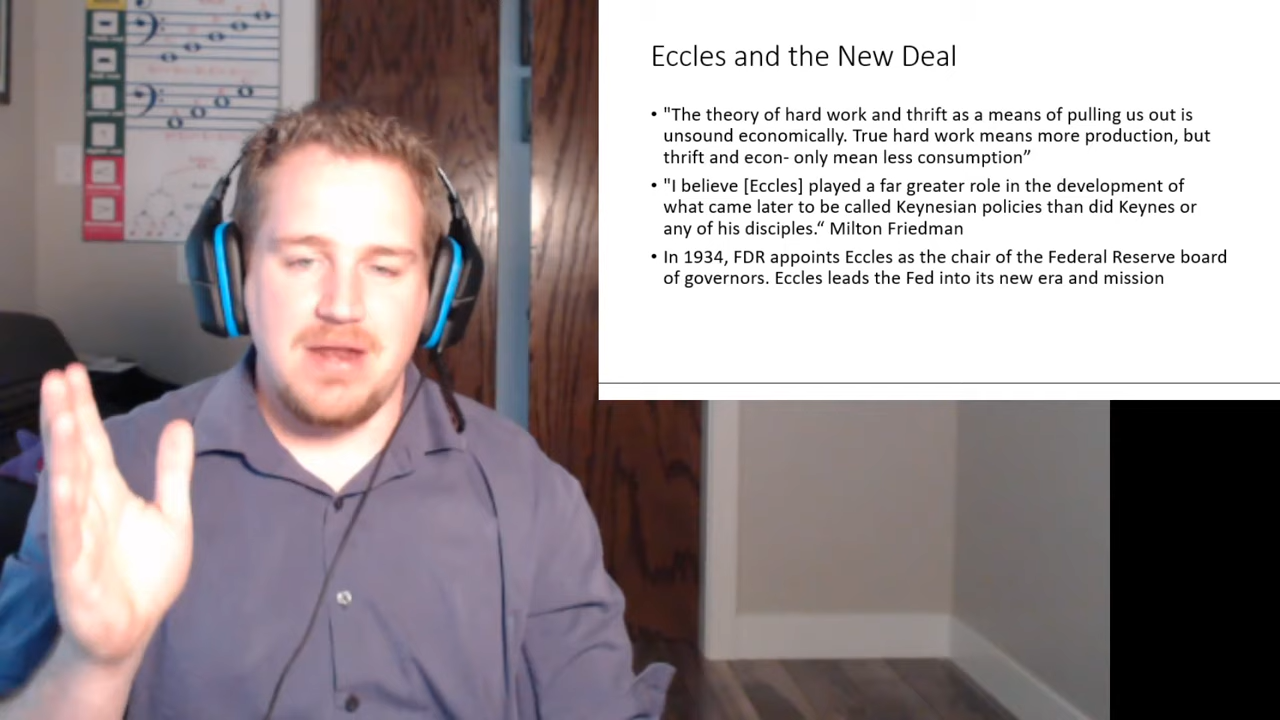 Eccles and the New Deal
• "The theory of hard work and thrift as a means of pulling us out is
unsound economically. True hard work means more production, but
thrift and econ- only mean less consumption”
• "I believe [Eccles] played a far greater role in the development of
what came later to be called Keynesian policies than did Keynes or
any of his disciples.“ Milton Friedman
• In 1934, FDR appoints Eccles as the chair of the Federal Reserve board
of governors. Eccles leads the Fed into its new era and mission